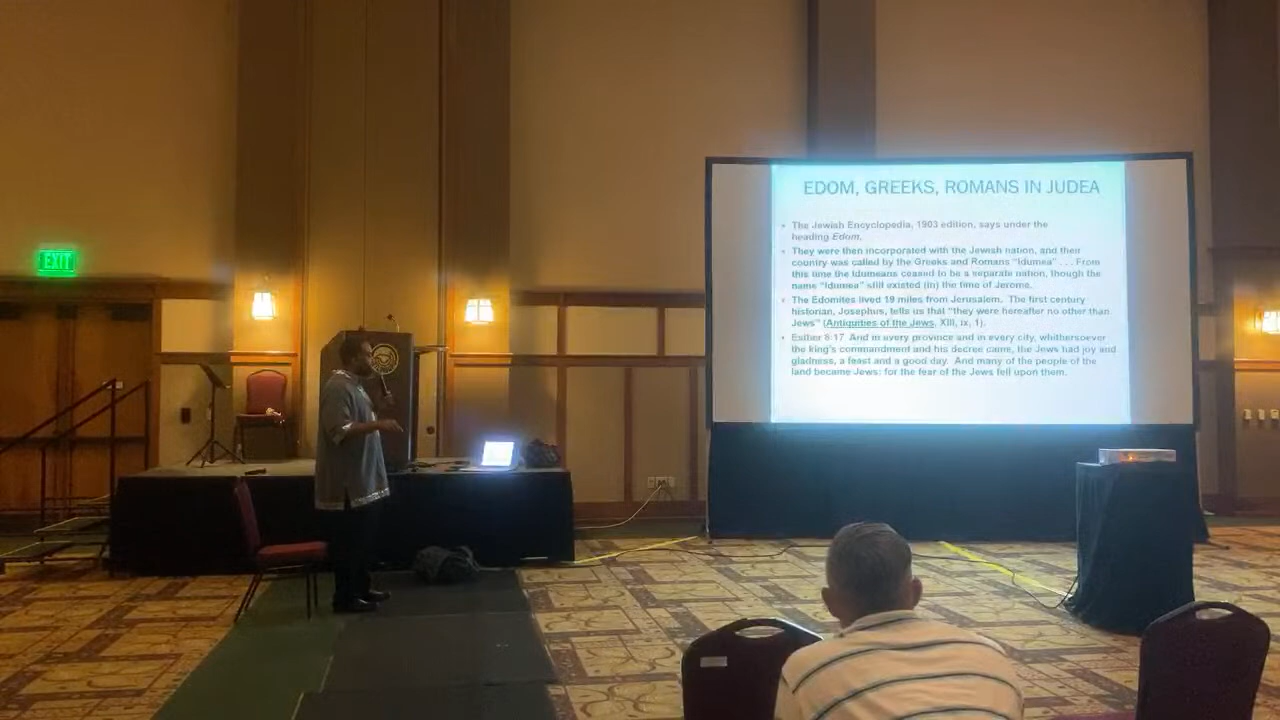 EXIT
EDOM, GREEKS, ROMANS IN JUDEA
The Jewish Encyclopedia, 1903 edition, says under the
heading Edom,
They were then incorporated with the Jewish nation, and their
country was called by the Greeks and Romans "Idumea" . . . From
this time the Idumeans ceased to be a separate nation, though the
name "Idumea" still existed (in) the time of Jerome.
The Edomites lived 19 miles from Jerusalem. The first century
historian, Josephus, tells us that "they were hereafter no other than
Jews" (Antiquities of the Jews, XIII, ix, 1).
Esther 8:17 And in every province and in every city, whithersoever
the king's commandment and his decree came, the Jews had joy and
gladness, a feast and a good day. And many of the people of the
land became Jews; for the fear of the Jews fell upon them.